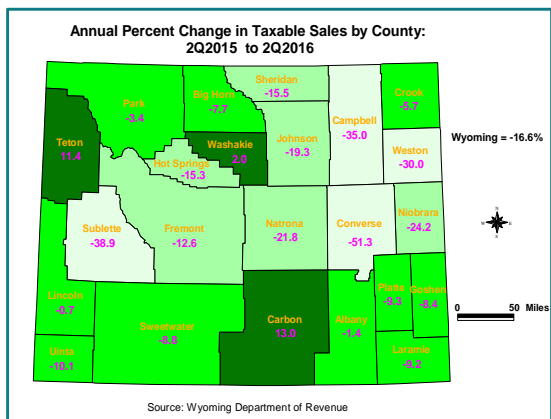 Annual Percent Change in Taxable Sales by County:
2Q2015 to 2Q2016
Sheridan
-15.5
Park
-3.4
Big Horn
-7.7
Crook
-5.7
Campbell
-35.0
Teton
11.4
Washakie
2.0
Johnson
-19.3
Weston
-30.0
Wyoming = -16.6%
Hot Springs
-15.3
Sublette
-38.9
Fremont
-12.6
Natrona
-21.8
Converse
-51.3
Niobrara
-24.2
N
W
E
S
Lincoln
-0.7
Sweetwater
-8.8
Carbon
13.0
Albany
-1.4
Platte
-9.3
Goshen
-8.4
0 50 Miles
Uinta
-10.1
Laramie
-9.2
Source: Wyoming Department of Revenue